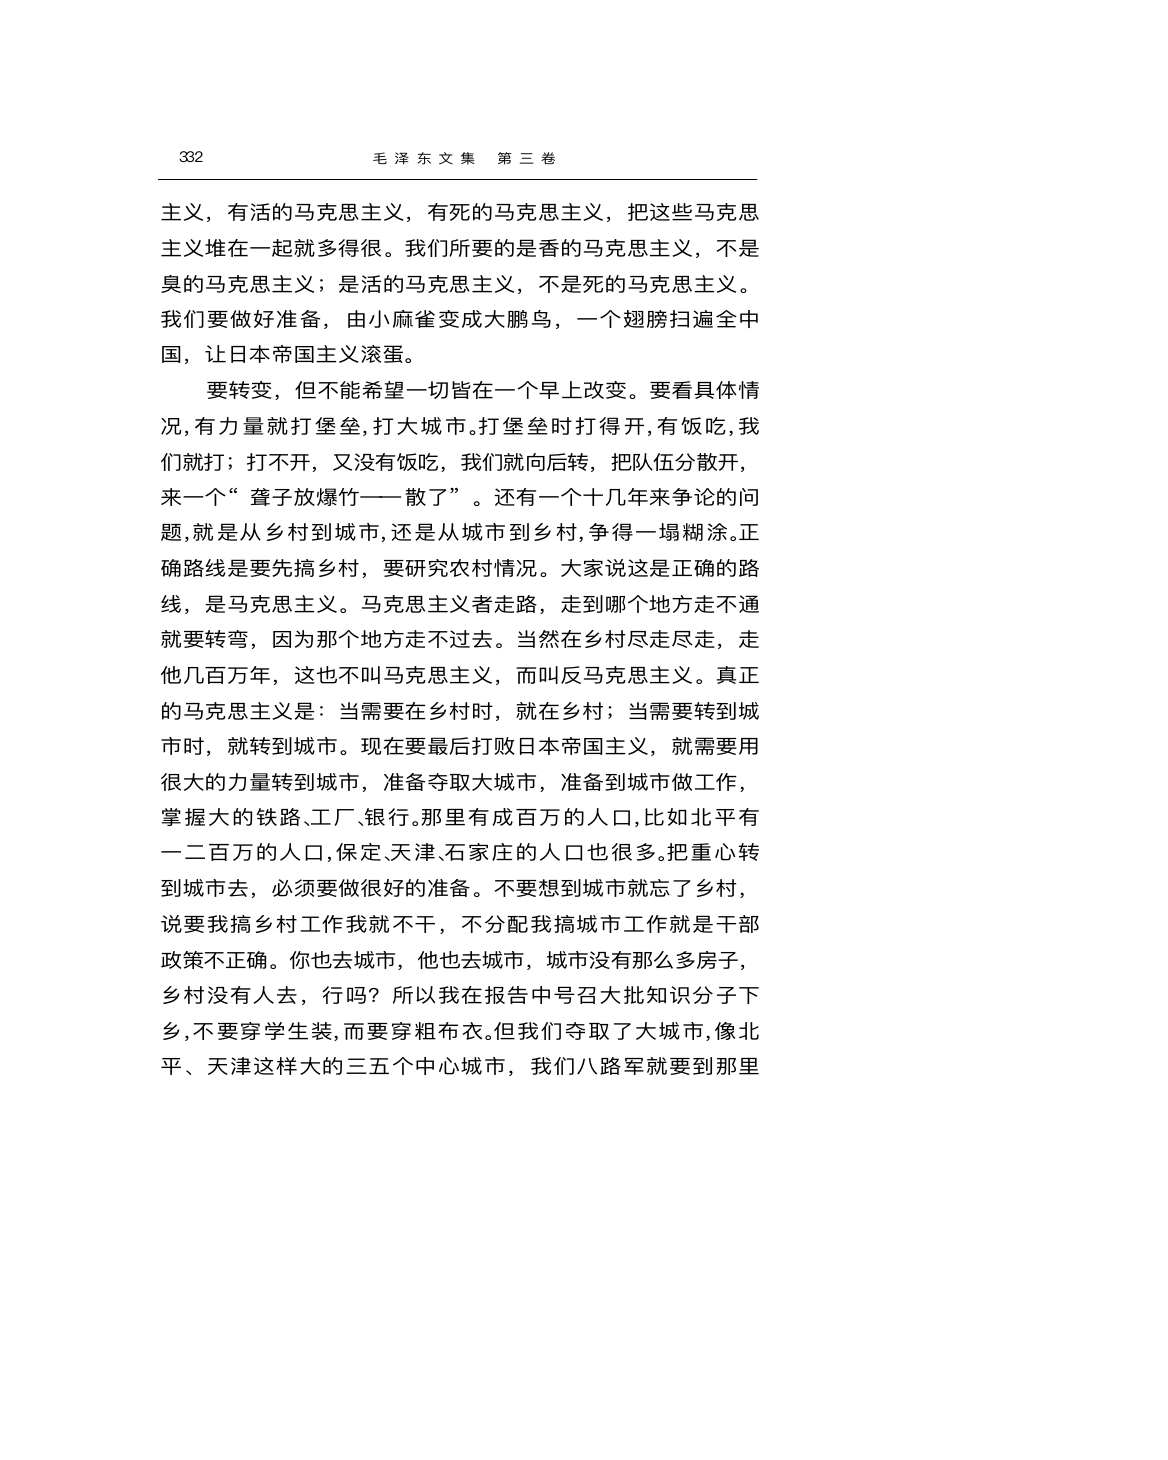 332 毛泽东文集 第三卷
主义，有活的马克思主义，有死的马克思主义，把这些马克思
主义堆在一起就多得很。我们所要的是香的马克思主义，不是
臭的马克思主义；是活的马克思主义，不是死的马克思主义。
我们要做好准备，由小麻雀变成大鹏鸟，一个翅膀扫遍全中
国，让日本帝国主义滚蛋。
要转变，但不能希望一切皆在一个早上改变。要看具体情
况，有力量就打堡垒，打大城市。打堡垒时打得开，有饭吃，我
们就打；打不开，又没有饭吃，我们就向后转，把队伍分散开，
来一个“聋子放爆竹——散了”。还有一个十几年来争论的问
题，就是从乡村到城市，还是从城市到乡村，争得一塌糊涂。正
确路线是要先搞乡村，要研究农村情况。大家说这是正确的路
线，是马克思主义。马克思主义者走路，走到哪个地方走不通
就要转弯，因为那个地方走不过去。当然在乡村尽走尽走，走
他几百万年，这也不叫马克思主义，而叫反马克思主义。真正
的马克思主义是：当需要在乡村时，就在乡村；当需要转到城
市时，就转到城市。现在要最后打败日本帝国主义，就需要用
很大的力量转到城市，准备夺取大城市，准备到城市做工作，
掌握大的铁路、工厂、银行。那里有成百万的人口，比如北平有
一二百万的人口，保定、天津、石家庄的人口也很多。把重心转
到城市去，必须要做很好的准备。不要想到城市就忘了乡村，
说要我搞乡村工作我就不干，不分配我搞城市工作就是干部
政策不正确。你也去城市，他也去城市，城市没有那么多房子，
乡村没有人去，行吗？所以我在报告中号召大批知识分子下
乡，不要穿学生装，而要穿粗布衣。但我们夺取了大城市，像北
平、天津这样大的三五个中心城市，我们八路军就要到那里